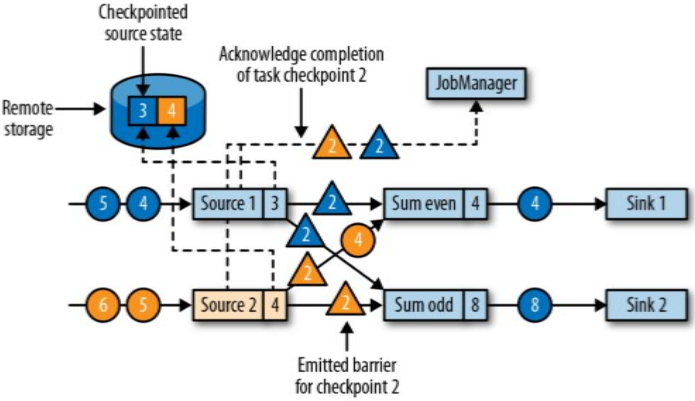 Checkpointed
source state
Acknowledge completion
of task checkpoint 2
JobManager
Remote
storage
3 4
2 2
5 4 Source 1 3 2 Sum even 4 4 Sink 1
2 4
2
6 5 Source 2 4 2 Sum odd 8 8 Sink 2
Emitted barrier
for checkpoint 2